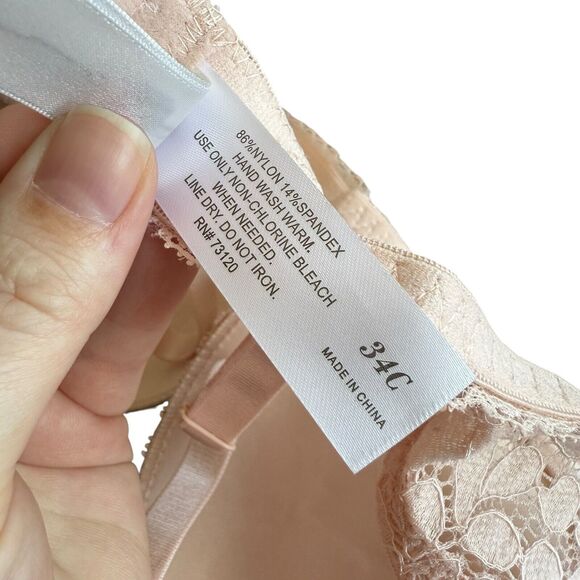 86%NYLON 14%SPANDEX
HAND WASH WARM.
USE ONLY NON-CHLORINE BLEACH
WHEN NEEDED.
LINE DRY. DO NOT IRON.
RN# 73120
34C
MADE IN CHINA